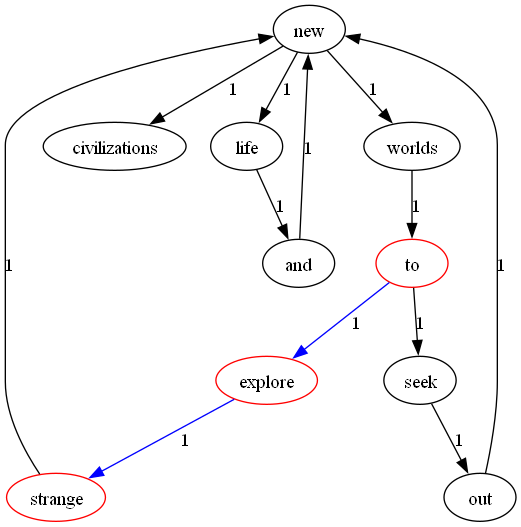 new
1 1 1
civilizations life worlds
1 1 1
1 and to
1 1
explore seek
1 1
strange out
1